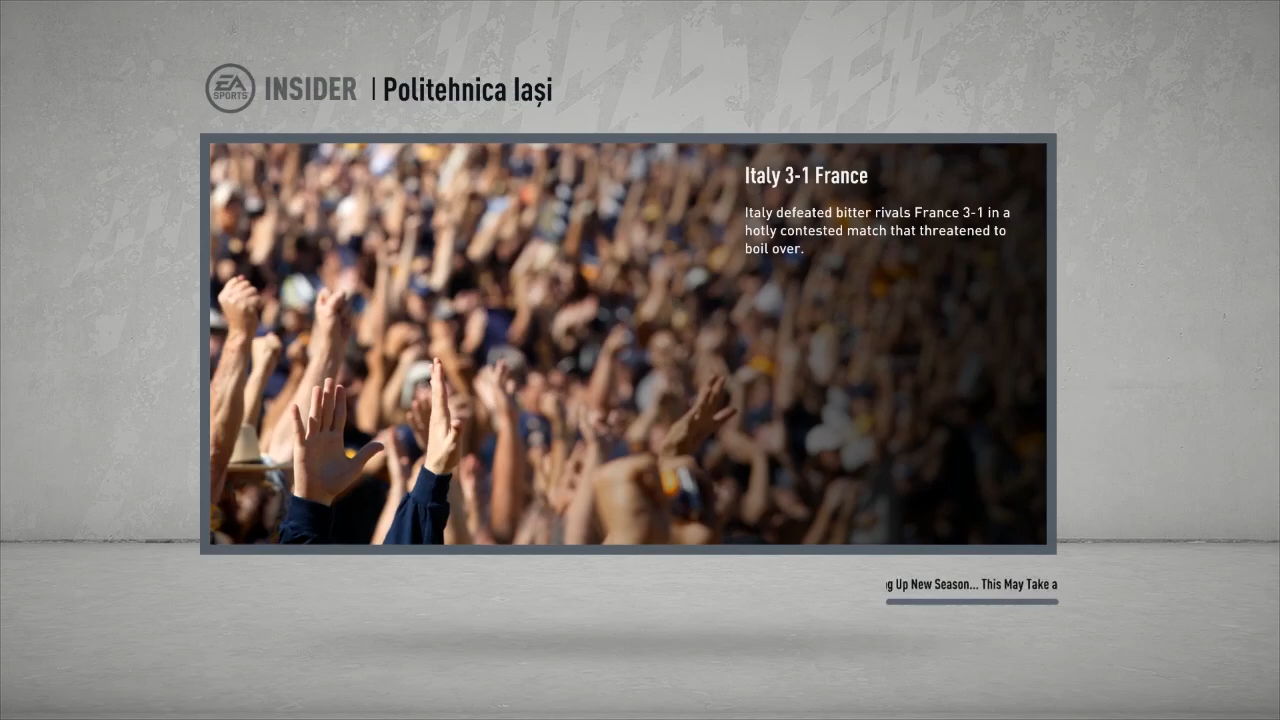 EA
SPORTS
INSIDER | Politehnica Iași
Italy 3-1 France
Italy defeated bitter rivals France 3-1 in a
hotly contested match that threatened to
boil over.
g Up New Season... This May Take a